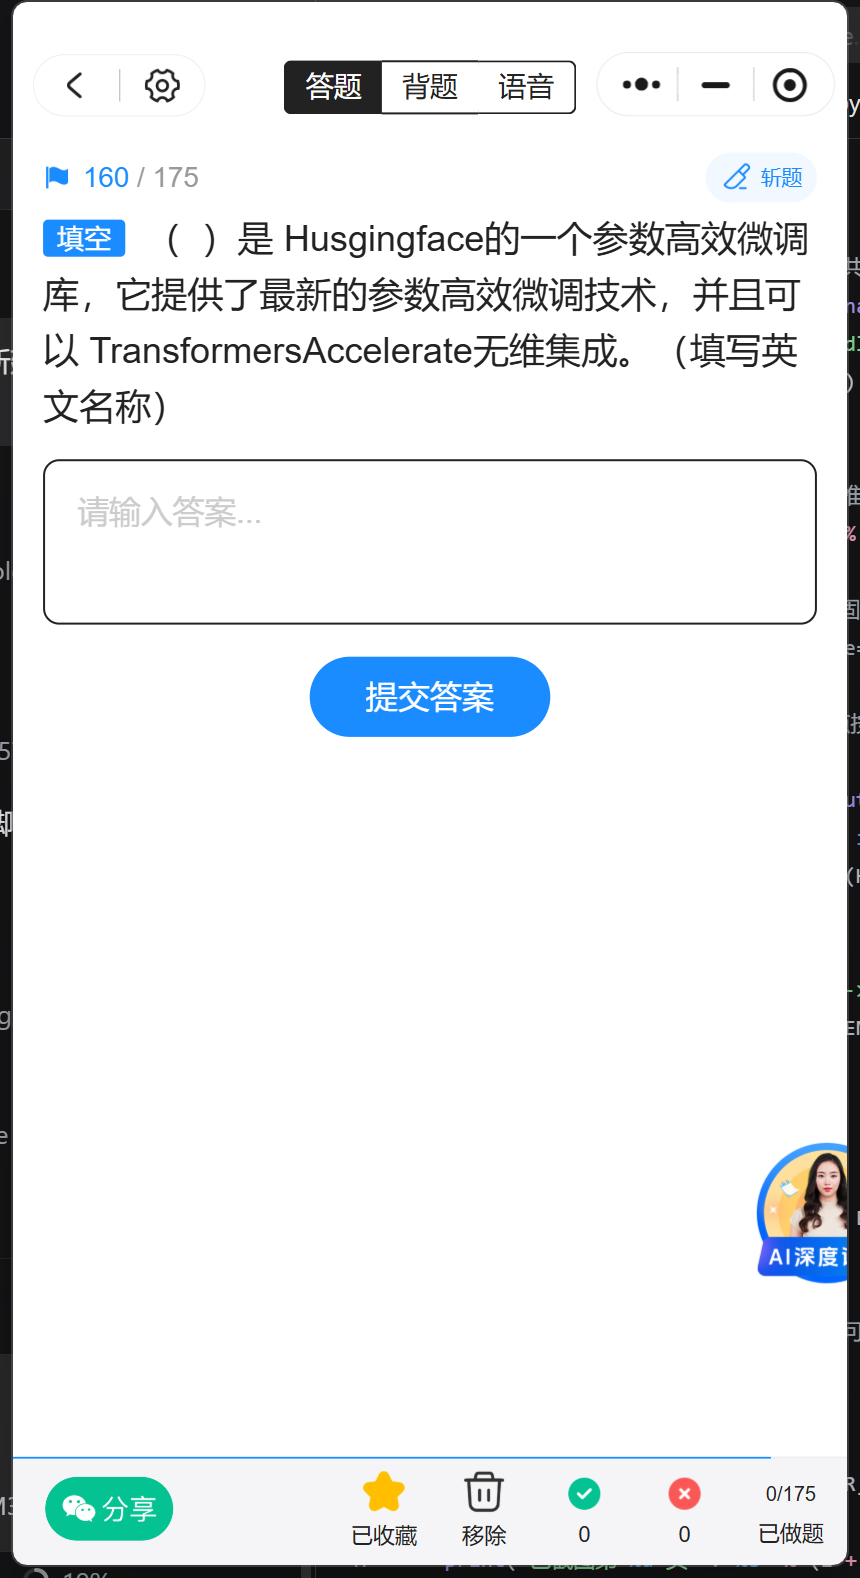 答题 背题 语音
160 / 175
斩题
填空 （ ）是 Husgingface的一个参数高效微调
库，它提供了最新的参数高效微调技术，并且可
以 TransformersAccelerate无维集成。（填写英
文名称）
请输入答案...
提交答案
AI深度
分享
已收藏
移除
0
0
0/175
已做题